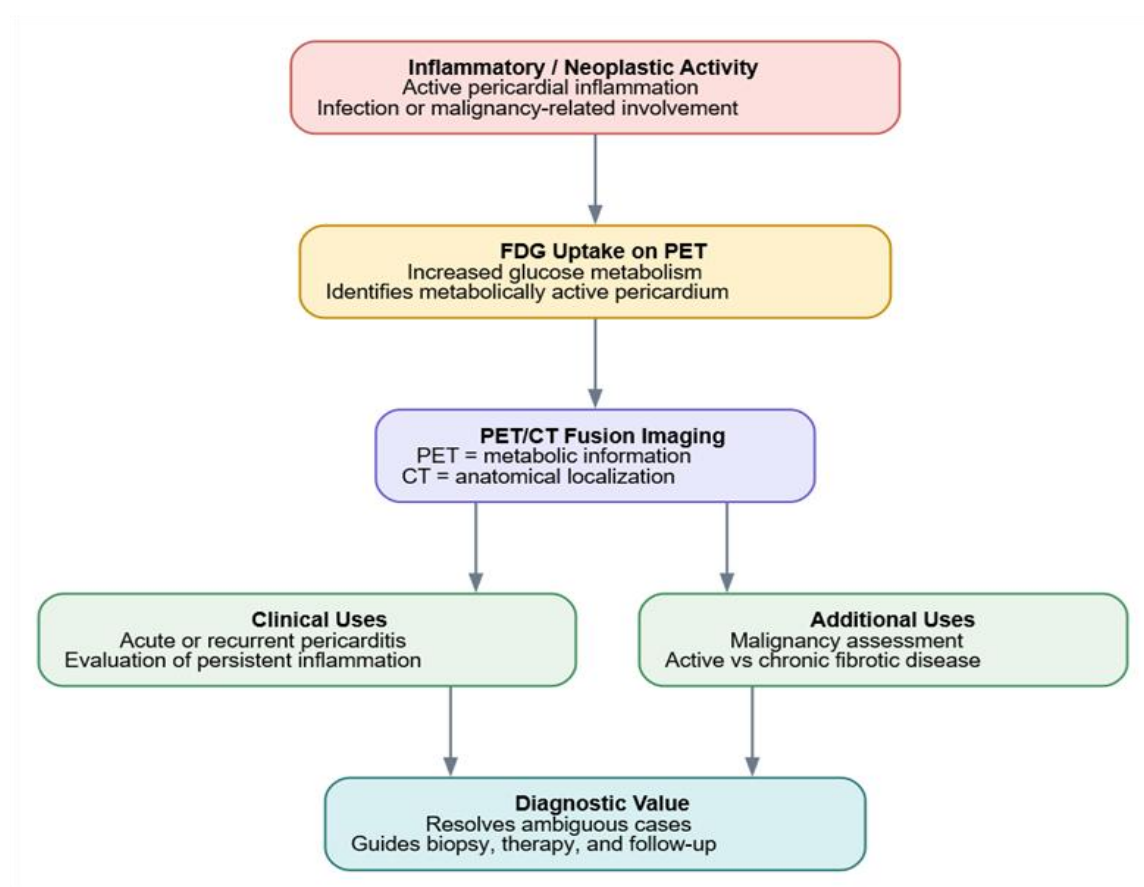 Inflammatory / Neoplastic Activity
Active pericardial inflammation
Infection or malignancy-related involvement
FDG Uptake on PET
Increased glucose metabolism
Identifies metabolically active pericardium
PET/CT Fusion Imaging
PET = metabolic information
CT = anatomical localization
Clinical Uses
Acute or recurrent pericarditis
Evaluation of persistent inflammation
Additional Uses
Malignancy assessment
Active vs chronic fibrotic disease
Diagnostic Value
Resolves ambiguous cases
Guides biopsy, therapy, and follow-up